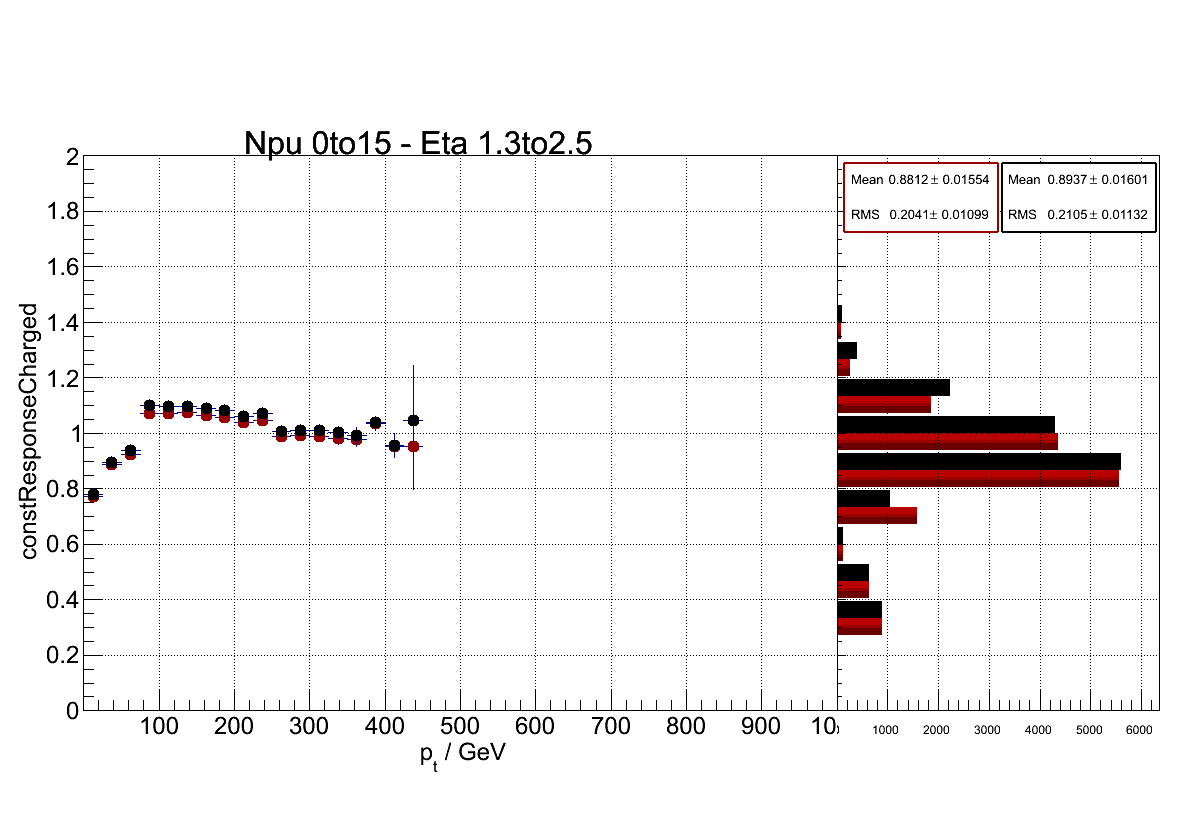 Npu 0to15 - Eta 1.3to2.5
2
1.8
1.6
1.4
1.2
1
0.8
0.6
0.4
0.2
0
constResponseCharged
100 200 300 400 500 600 700 800 900 10
p_t / GeV
Mean 0.8812 ± 0.01554
RMS 0.2041 ± 0.01099
Mean 0.8937 ± 0.01601
RMS 0.2105 ± 0.01132
1000 2000 3000 4000 5000 6000